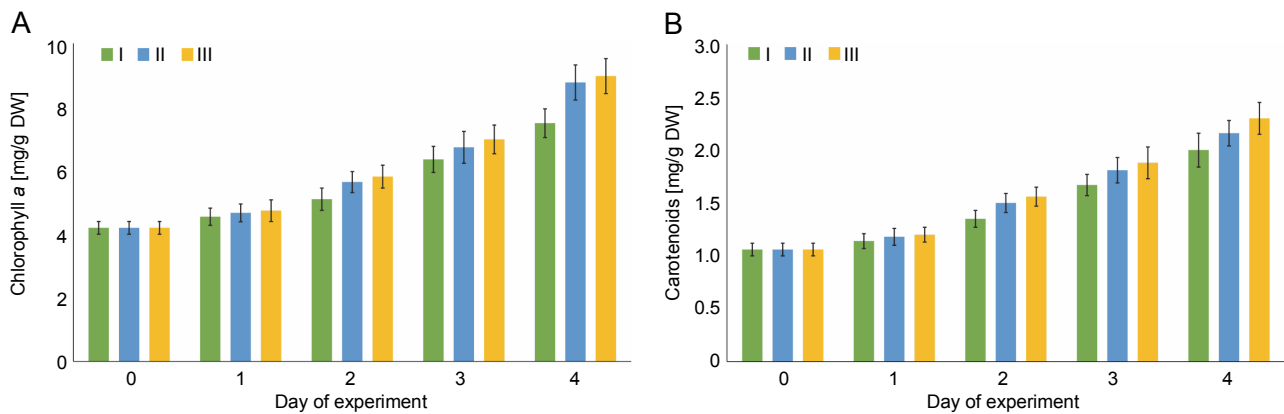 A
I II III
Chlorophyll a [mg/g DW]
10
8
6
4
2
0
0 1 2 3 4
Day of experiment
B
I II III
Carotenoids [mg/g DW]
3.0
2.5
2.0
1.5
1.0
0.5
0
0 1 2 3 4
Day of experiment